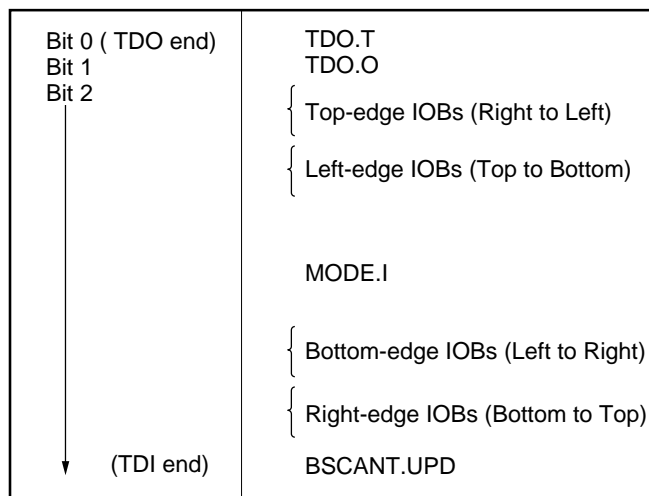 Bit 0 ( TDO end) TDO.T
Bit 1 TDO.O
Bit 2
Top-edge IOBs (Right to Left)
Left-edge IOBs (Top to Bottom)
MODE.I
Bottom-edge IOBs (Left to Right)
Right-edge IOBs (Bottom to Top)
(TDI end) BSCANT.UPD